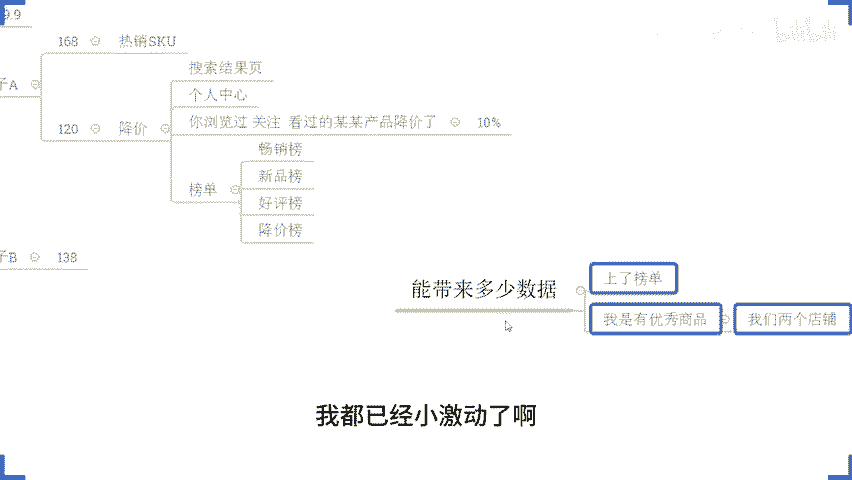 9.9
168 热销SKU
搜索结果页
子A
个人中心
120 降价
你浏览过 关注 看过的某某产品降价了 10%
畅销榜
新品榜
榜单
好评榜
降价榜
子B 138
上了榜单
能带来多少数据
我是有优秀商品 我们两个店铺
我都已经小激动了啊